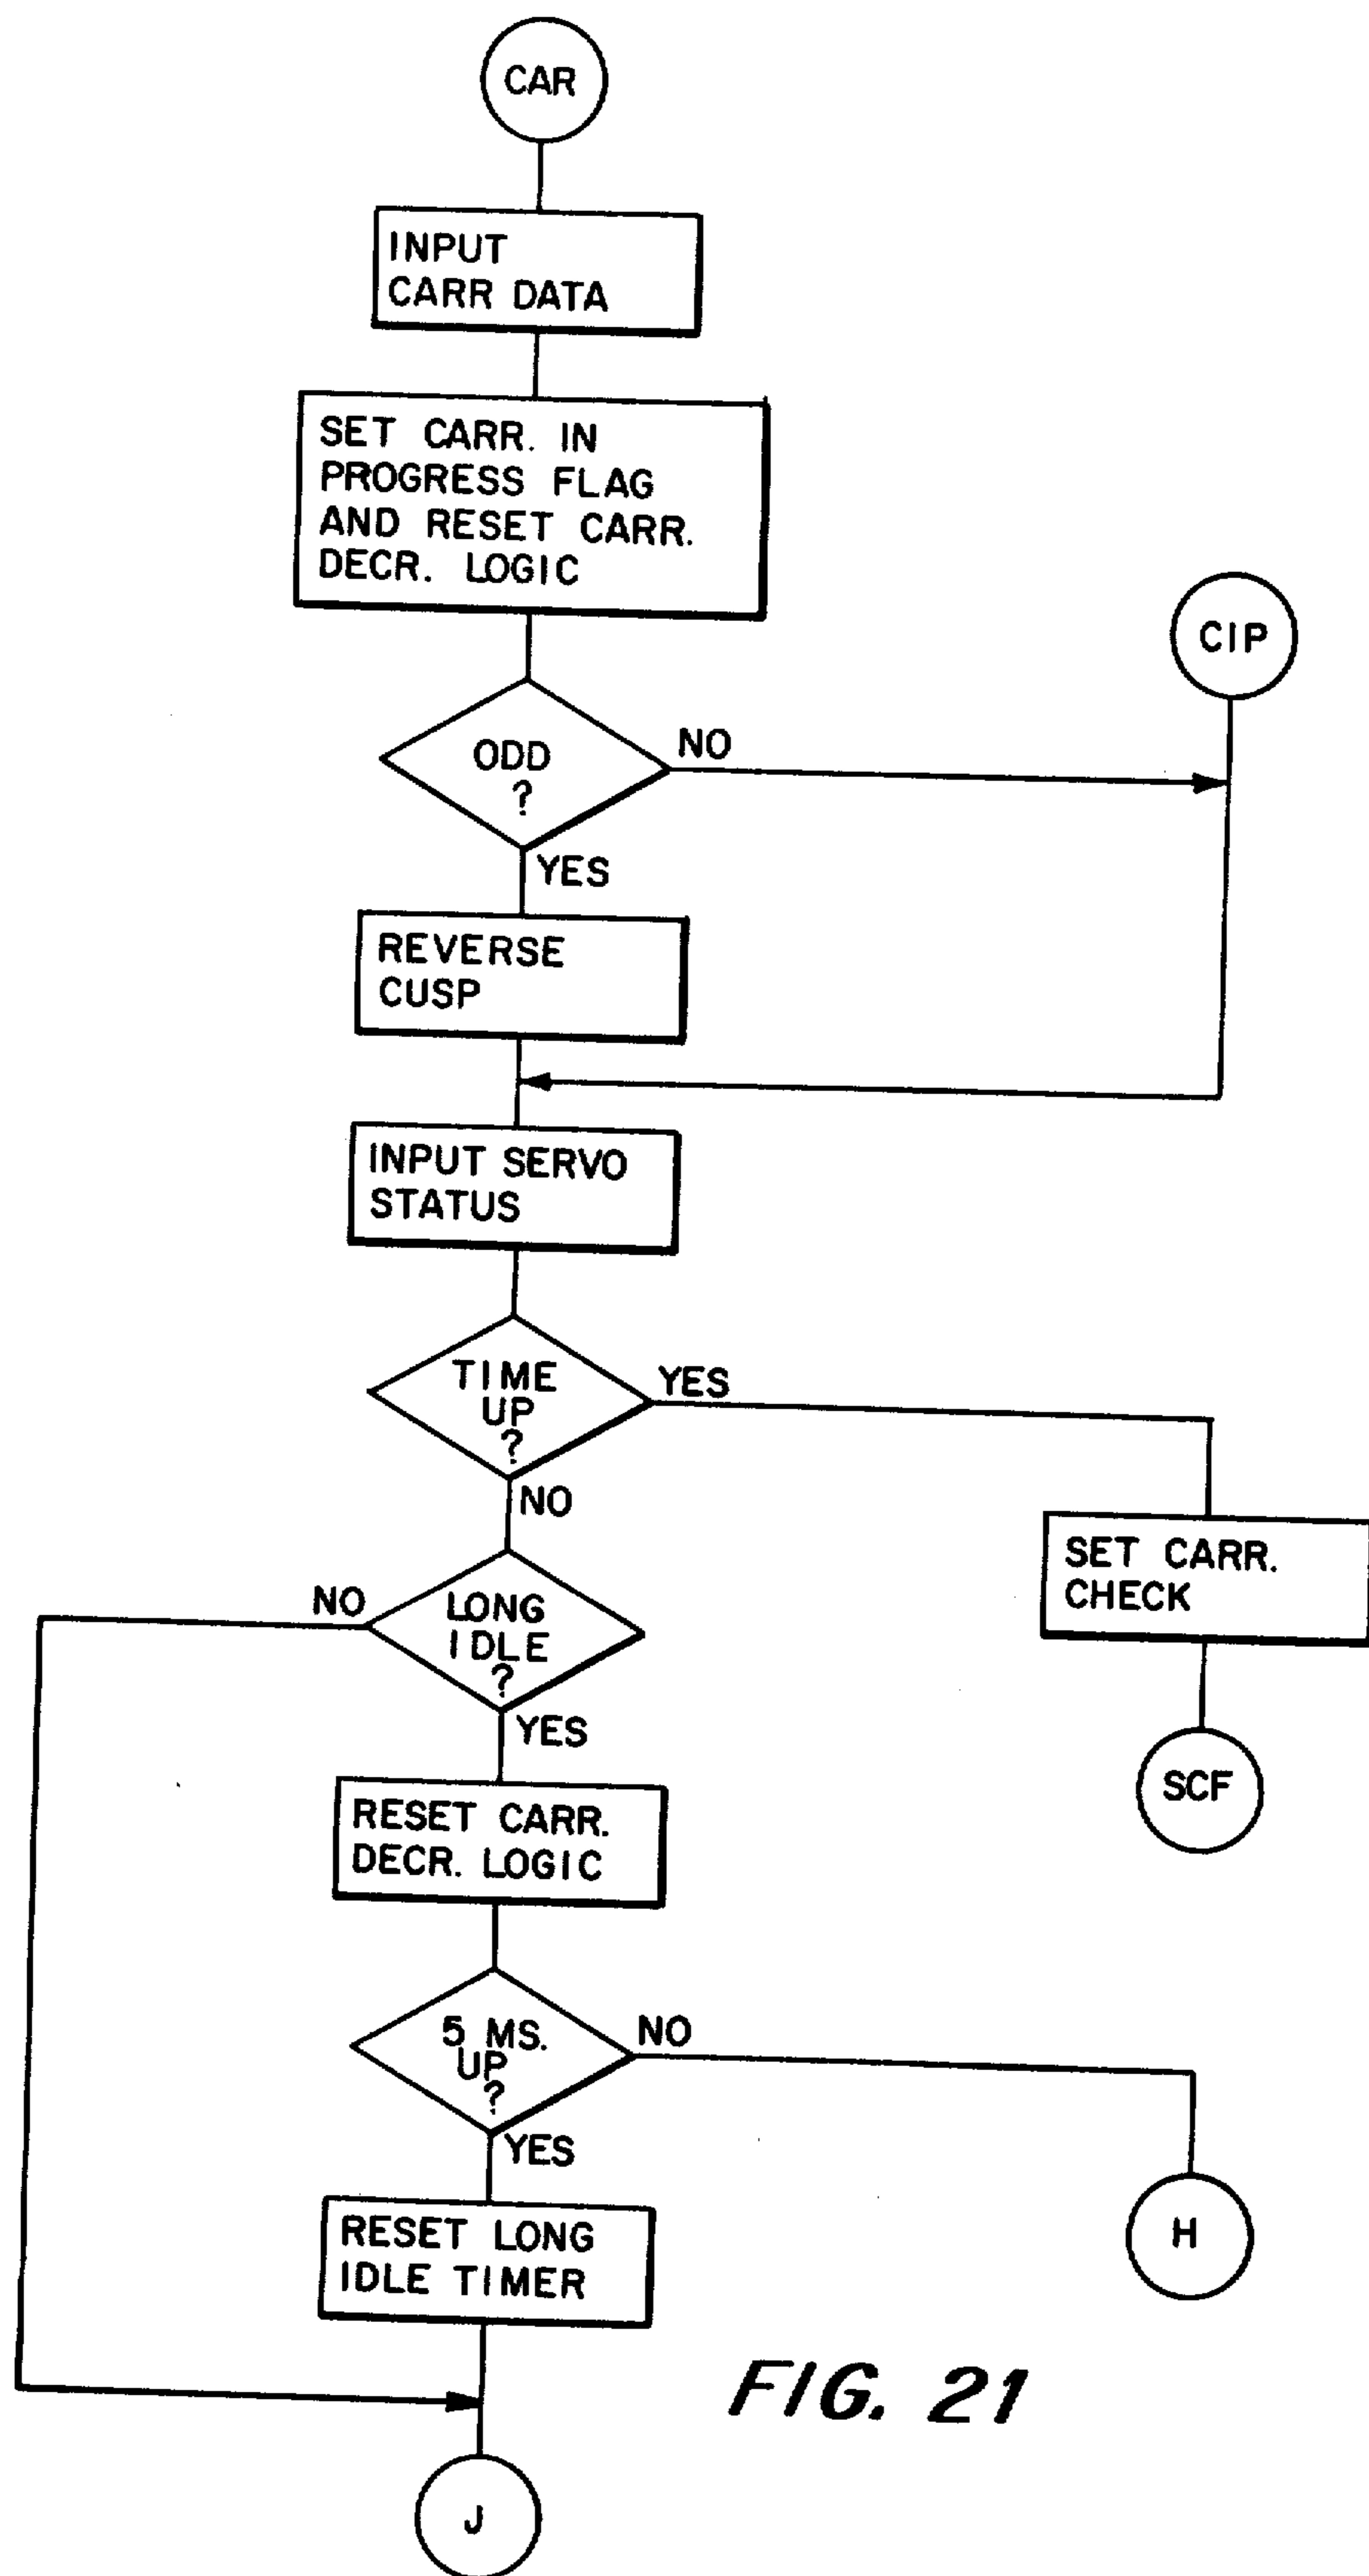 CAR
INPUT
CARR DATA
SET CARR. IN
PROGRESS FLAG
AND RESET CARR.
DECR. LOGIC
CIP
ODD
?
NO
YES
REVERSE
CUSP
INPUT SERVO
STATUS
TIME
UP
?
YES
NO
SET CARR.
CHECK
SCF
LONG
IDLE
?
NO
YES
RESET CARR.
DECR. LOGIC
5 MS.
UP
?
NO
YES
H
RESET LONG
IDLE TIMER
FIG. 21
J